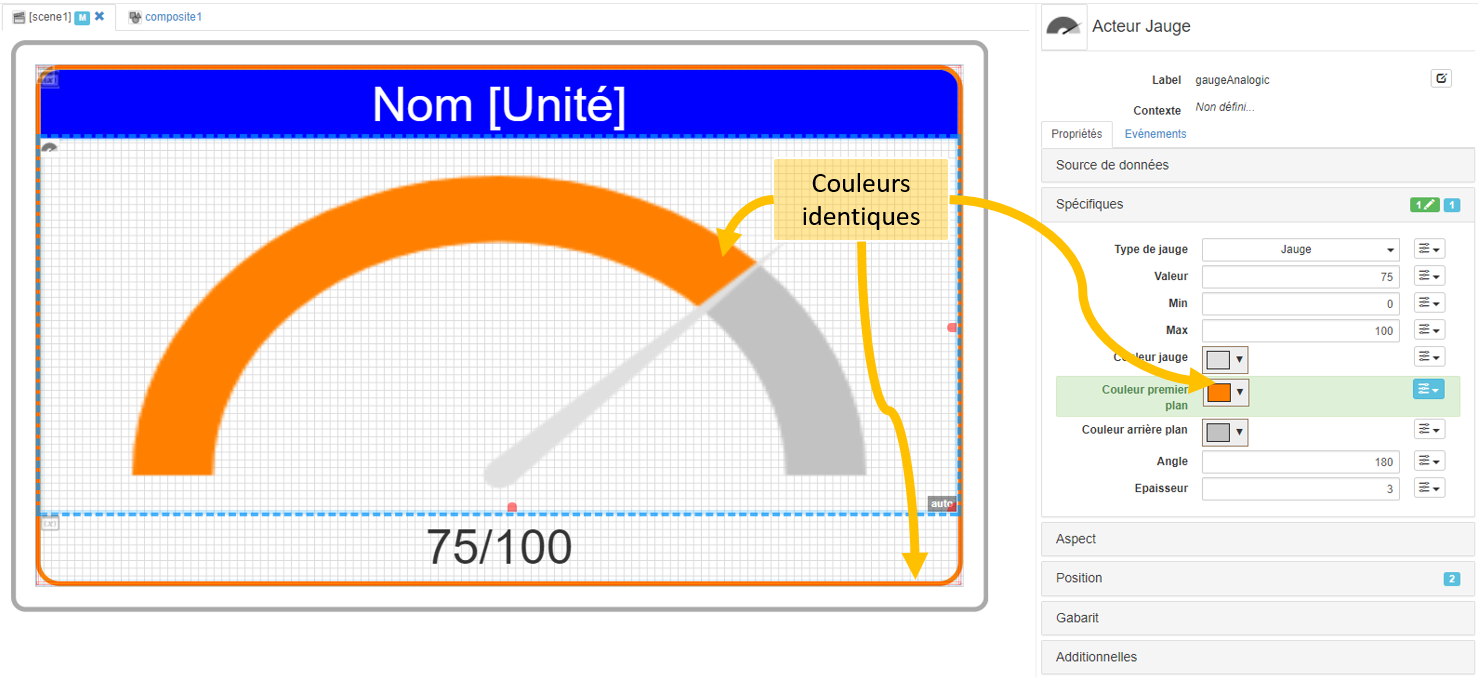 [scene1] M
composite1
Nom [Unité]
Couleurs
identiques
auto
75/100
Acteur Jauge
Label gaugeAnalogic
Contexte Non défini...
Propriétés Evénements
Source de données
Spécifiques 1 1
Type de jauge Jauge
Valeur 75
Min 0
Max 100
Couleur jauge
Couleur premier
plan
Couleur arrière plan
Angle 180
Epaisseur 3
Aspect
Position 2
Gabarit
Additionnelles